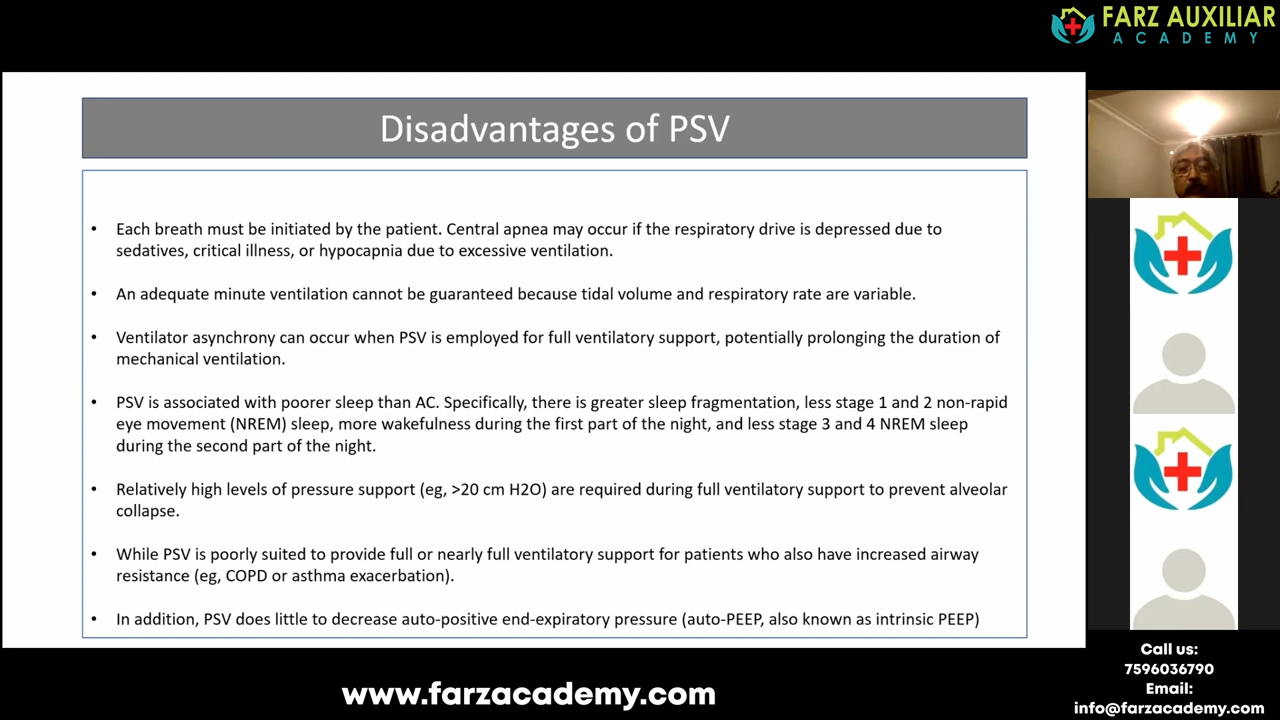 FARZ AUXILIAR
ACADEMY
Disadvantages of PSV
• Each breath must be initiated by the patient. Central apnea may occur if the respiratory drive is depressed due to
sedatives, critical illness, or hypocapnia due to excessive ventilation.
• An adequate minute ventilation cannot be guaranteed because tidal volume and respiratory rate are variable.
• Ventilator asynchrony can occur when PSV is employed for full ventilatory support, potentially prolonging the duration of
mechanical ventilation.
• PSV is associated with poorer sleep than AC. Specifically, there is greater sleep fragmentation, less stage 1 and 2 non-rapid
eye movement (NREM) sleep, more wakefulness during the first part of the night, and less stage 3 and 4 NREM sleep
during the second part of the night.
• Relatively high levels of pressure support (eg, >20 cm H2O) are required during full ventilatory support to prevent alveolar
collapse.
• While PSV is poorly suited to provide full or nearly full ventilatory support for patients who also have increased airway
resistance (eg, COPD or asthma exacerbation).
• In addition, PSV does little to decrease auto-positive end-expiratory pressure (auto-PEEP, also known as intrinsic PEEP)
Call us:
7596036790
Email:
info@farzacademy.com
www.farzacademy.com